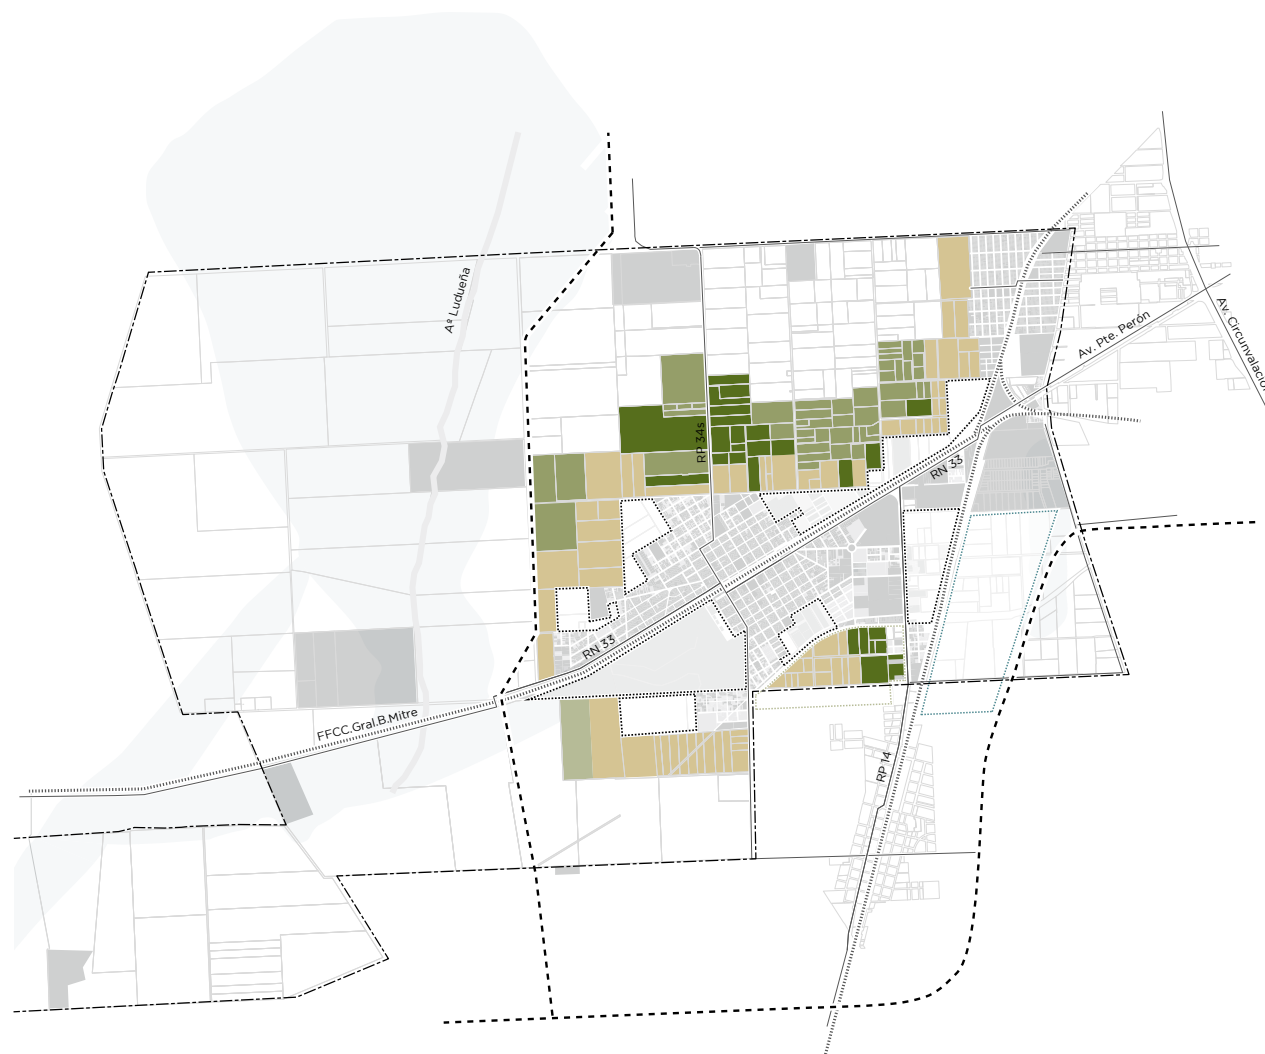 Aº Ludueña
Av. Pte. Perón
Av. Circunvalación
RP 34s
RN 33
RN 33
FFCC.Gral.B.Mitre
RP 14